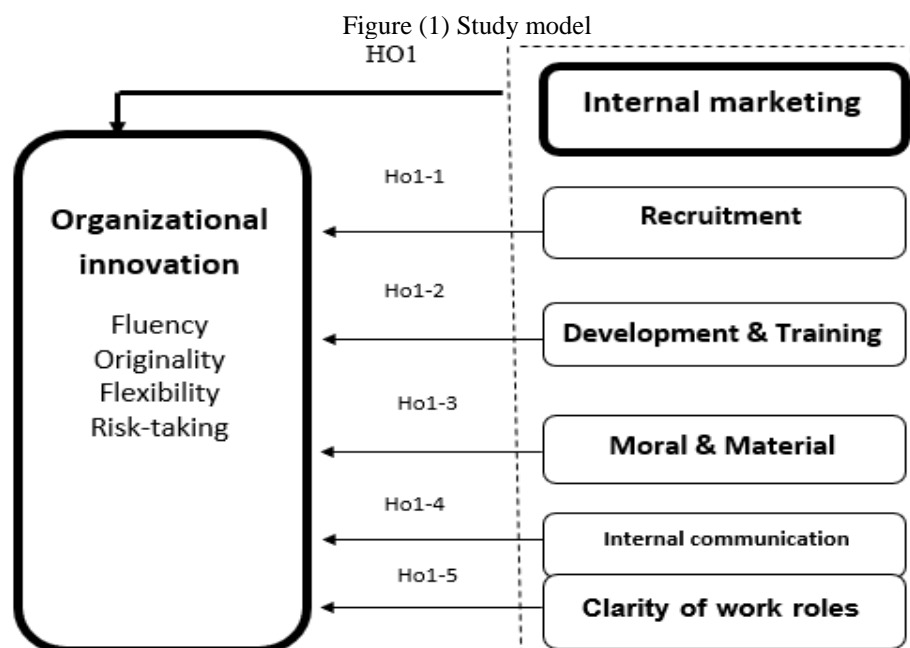 Figure (1) Study model
HO1
Internal marketing
Ho1-1
Recruitment
Organizational
innovation
Ho1-2
Development & Training
Fluency
Originality
Flexibility
Risk-taking
Ho1-3
Moral & Material
Ho1-4
Internal communication
Ho1-5
Clarity of work roles